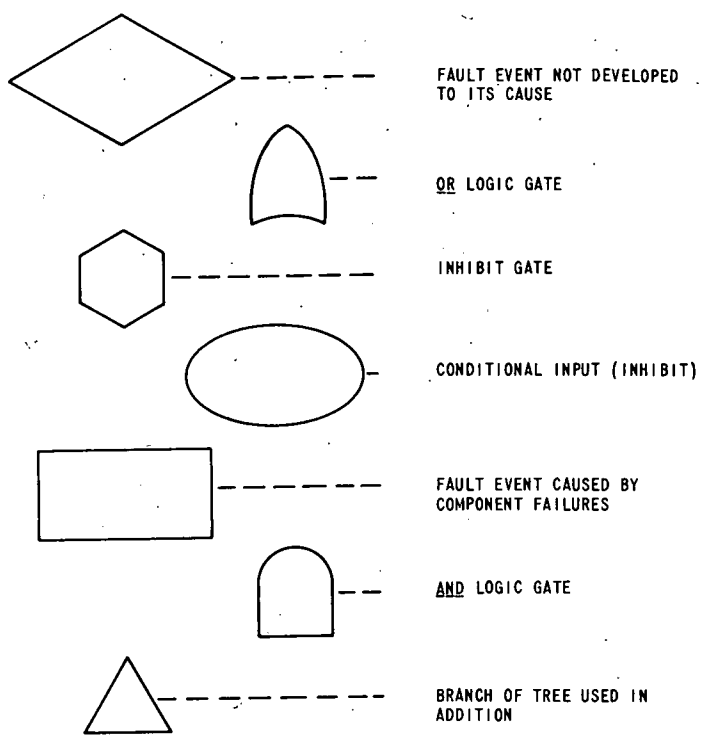 FAULT EVENT NOT DEVELOPED
TO ITS CAUSE
OR LOGIC GATE
INHIBIT GATE
CONDITIONAL INPUT (INHIBIT)
FAULT EVENT CAUSED BY
COMPONENT FAILURES
AND LOGIC GATE
BRANCH OF TREE USED IN
ADDITION